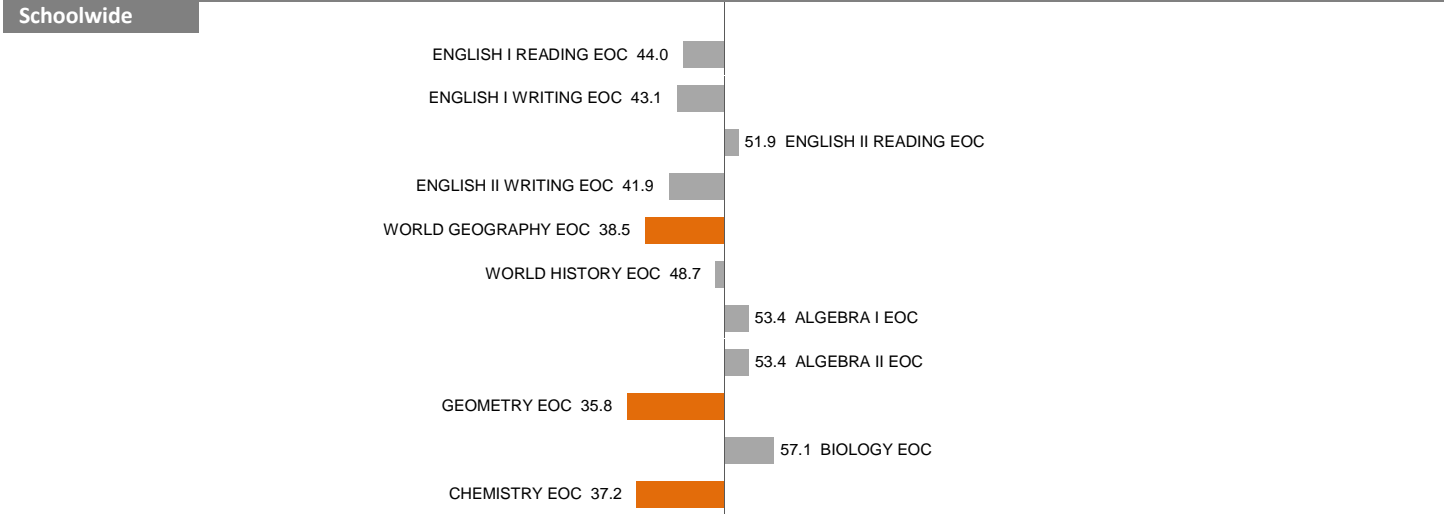 Schoolwide
ENGLISH I READING EOC 44.0
ENGLISH I WRITING EOC 43.1
51.9 ENGLISH II READING EOC
ENGLISH II WRITING EOC 41.9
WORLD GEOGRAPHY EOC 38.5
WORLD HISTORY EOC 48.7
53.4 ALGEBRA I EOC
53.4 ALGEBRA II EOC
GEOMETRY EOC 35.8
57.1 BIOLOGY EOC
CHEMISTRY EOC 37.2